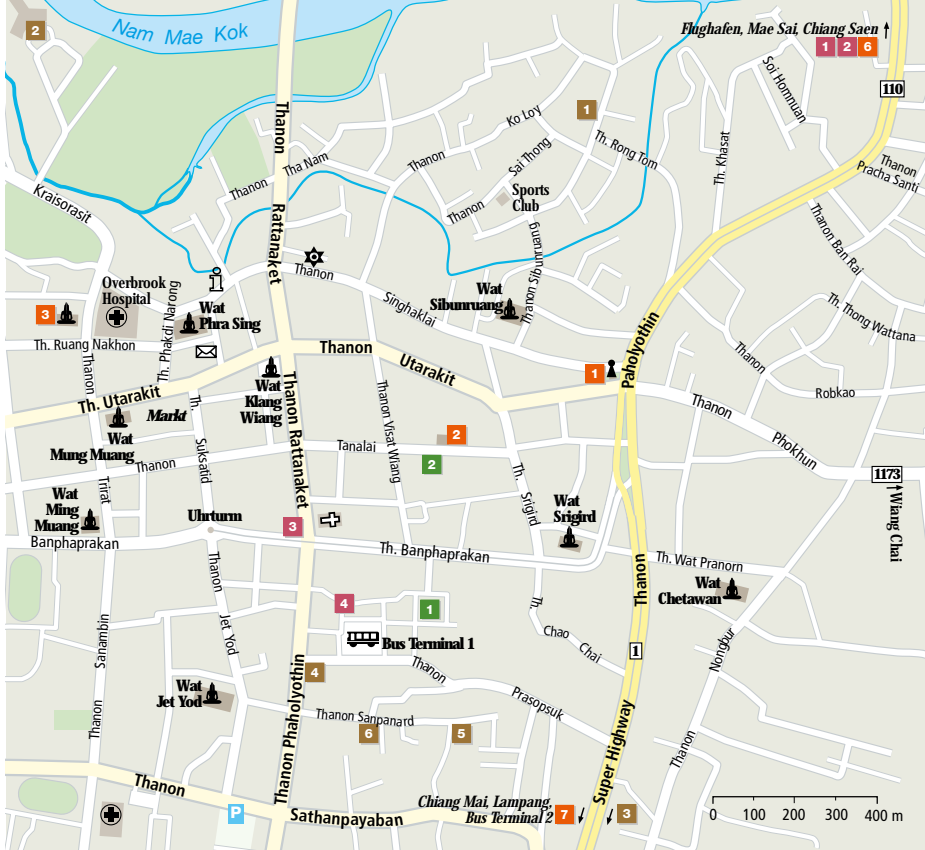 Nam Mae Kok
2
Flughafen, Mae Sai, Chiang Saen
1 2 6
110
Soi Homnuan
1
Ko Loy
Th. Rong Tom
Th. Khasat
Thanon
Pracha Santi
Thanon
Tha Nam
Thanon
Sai Thong
Thanon
Sports
Club
Thanon
Rattanaket
Kraisorasit
Thanon Sibunruang
Thanon Ban Rai
Thanon
Singhaklai
Overbrook
Hospital
Th. Phakdi Narong
Wat
Phra Sing
Wat
Sibunruang
Th. Thong Wattana
3
Th. Ruang Nakhon
Thanon
Utarakit
Paholyothin
Thanon
1
Robkao
Thanon
Th. Utarakit
Markt
Wat
Klang
Wiang
Thanon Rattanaket
Thanon Visat Wiang
Thanon
Phokhun
Wat
Mung Muang
Th.
Suksatid
Tanalai
2
2
Thanon
Trirat
Th.
Srigird
1173
Wiang Chai
Wat
Ming
Muang
Uhrturm
3
Wat
Srigird
Banphaprakan
Th. Banphaprakan
Th. Wat Pranorn
Thanon
Jet Yod
Wat
Chetawan
Thanon
4
1
Th.
Chao
Chai
Bus Terminal 1
1
Nongbur
Thanon
Sanambin
Thanon
4
Thanon
Prasopsuk
Wat
Jet Yod
Thanon Phaholyothin
Thanon Sanpanard
6
5
Super Highway
Thanon
Thanon
P
Sathanpayaban
Chiang Mai, Lampang,
Bus Terminal 2
7
3
0 100 200 300 400 m